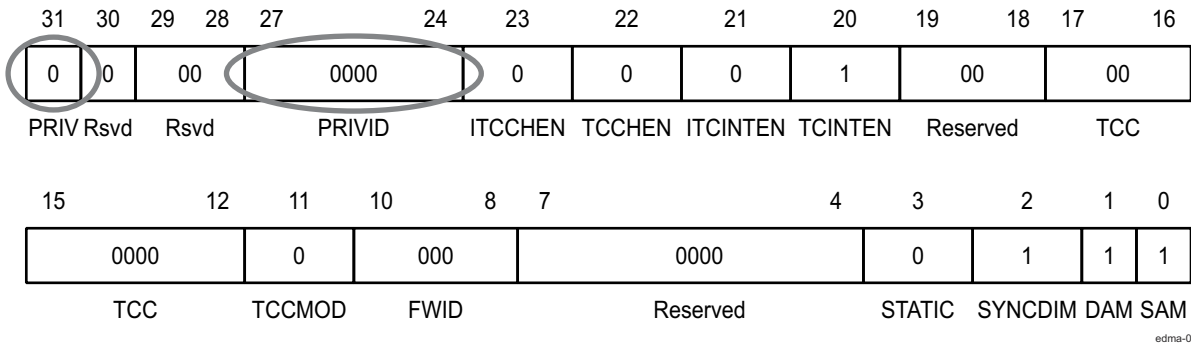 31 30 29 28 27 24 23 22 21 20 19 18 17 16
0 0 00 0000 0 0 0 1 00 00
PRIV Rsvd Rsvd PRIVID ITCCHEN TCCHEN ITCINTEN TCINTEN Reserved TCC
15 12 11 10 8 7 4 3 2 1 0
0000 0 000 0000 0 1 1 1
TCC TCCMOD FWID Reserved STATIC SYNCDIM DAM SAM
edma-0